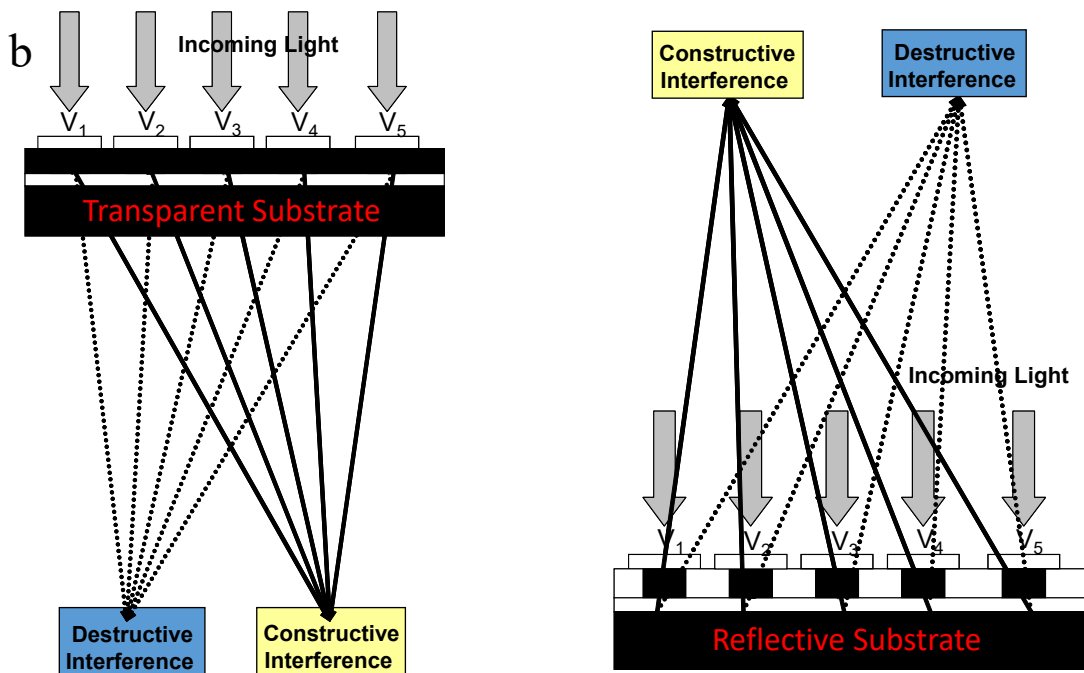 b
Incoming Light
V1 V2 V3 V4 V5
Transparent Substrate
Destructive
Interference
Constructive
Interference
Constructive
Interference
Destructive
Interference
Incoming Light
V1 V2 V3 V4 V5
Reflective Substrate